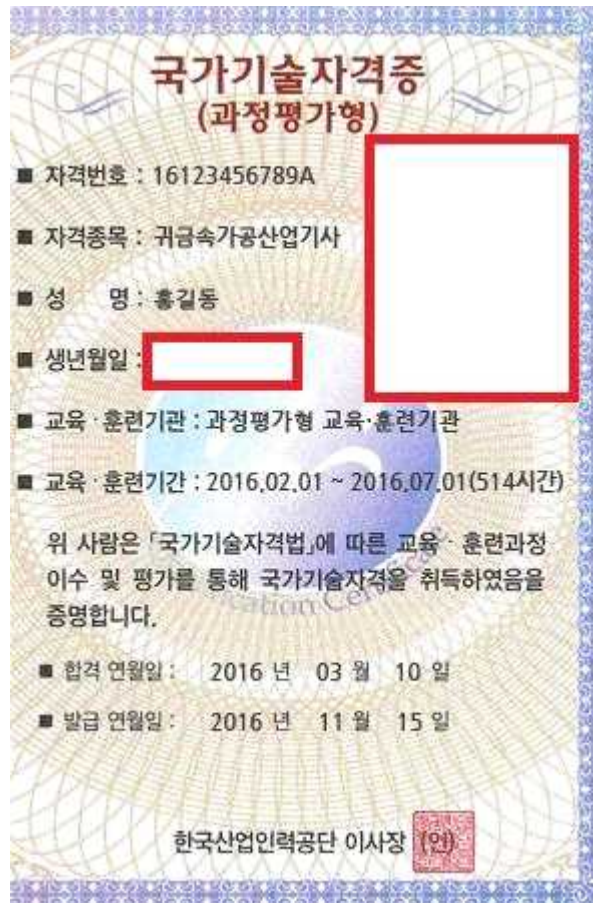 국가기술자격증
(과정평가형)
■ 자격번호 : 16123456789A
■ 자격종목 : 귀금속가공산업기사
■ 성 명 : 홍길동
■ 생년월일 :
■ 교육·훈련기관 : 과정평가형 교육·훈련기관
■ 교육·훈련기간 : 2016.02.01 ~ 2016.07.01(514시간)
위 사람은 「국가기술자격법」에 따른 교육·훈련과정
이수 및 평가를 통해 국가기술자격을 취득하였음을
증명합니다.
■ 합격 연월일 : 2016 년 03 월 10 일
■ 발급 연월일 : 2016 년 11 월 15 일
한국산업인력공단 이사장 (인)